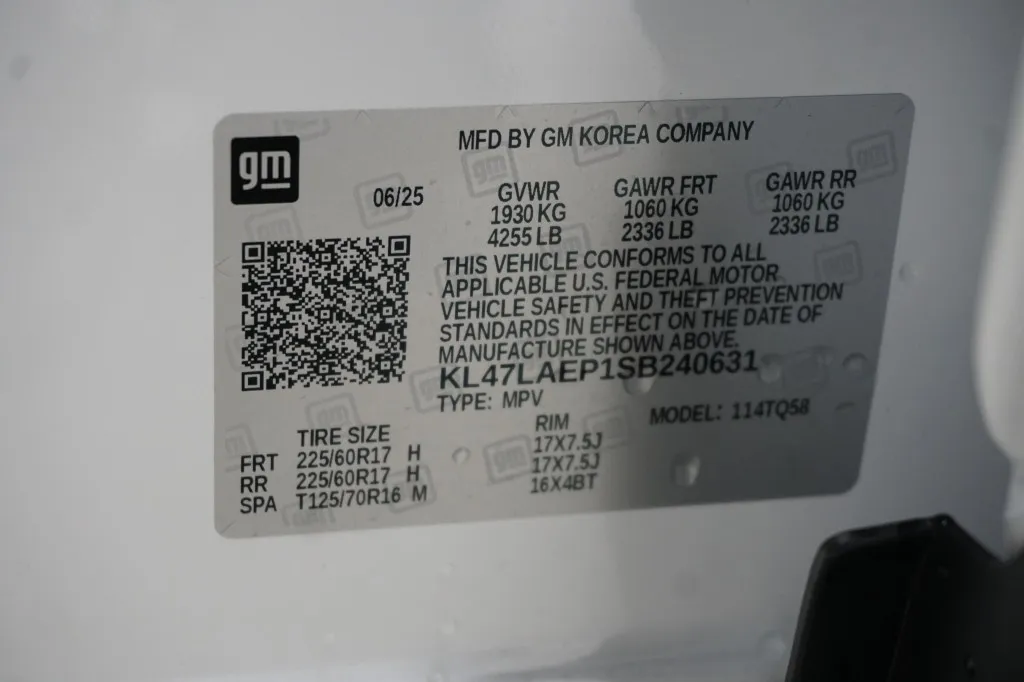 gm
MFD BY GM KOREA COMPANY
06/25
GVWR GAWR FRT GAWR RR
1930 KG 1060 KG 1060 KG
4255 LB 2336 LB 2336 LB
THIS VEHICLE CONFORMS TO ALL
APPLICABLE U.S. FEDERAL MOTOR
VEHICLE SAFETY AND THEFT PREVENTION
STANDARDS IN EFFECT ON THE DATE OF
MANUFACTURE SHOWN ABOVE.
KL47LAEP1SB240631
TYPE: MPV MODEL: 114TQ58
TIRE SIZE RIM
FRT 225/60R17 H 17X7.5J
RR 225/60R17 H 17X7.5J
SPA T125/70R16 M 16X4BT